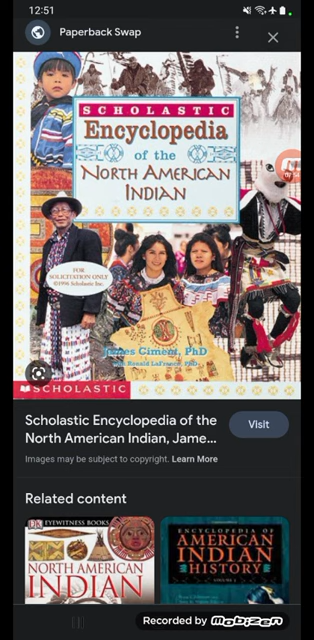 12:51
Paperback Swap
SCHOLASTIC
Encyclopedia
of the
NORTH AMERICAN
INDIAN
FOR
SOLICITATION ONLY
©1996 Scholastic Inc.
James Ciment, PhD
with Ronald LaFrance, PhD
SCHOLASTIC
Scholastic Encyclopedia of the
North American Indian, Jame...
Visit
Images may be subject to copyright. Learn More
Related content
DK EYEWITNESS BOOKS
NORTH AMERICAN
INDIAN
ENCYCLOPEDIA OF
AMERICAN
INDIAN
HISTORY
Recorded by mobizen